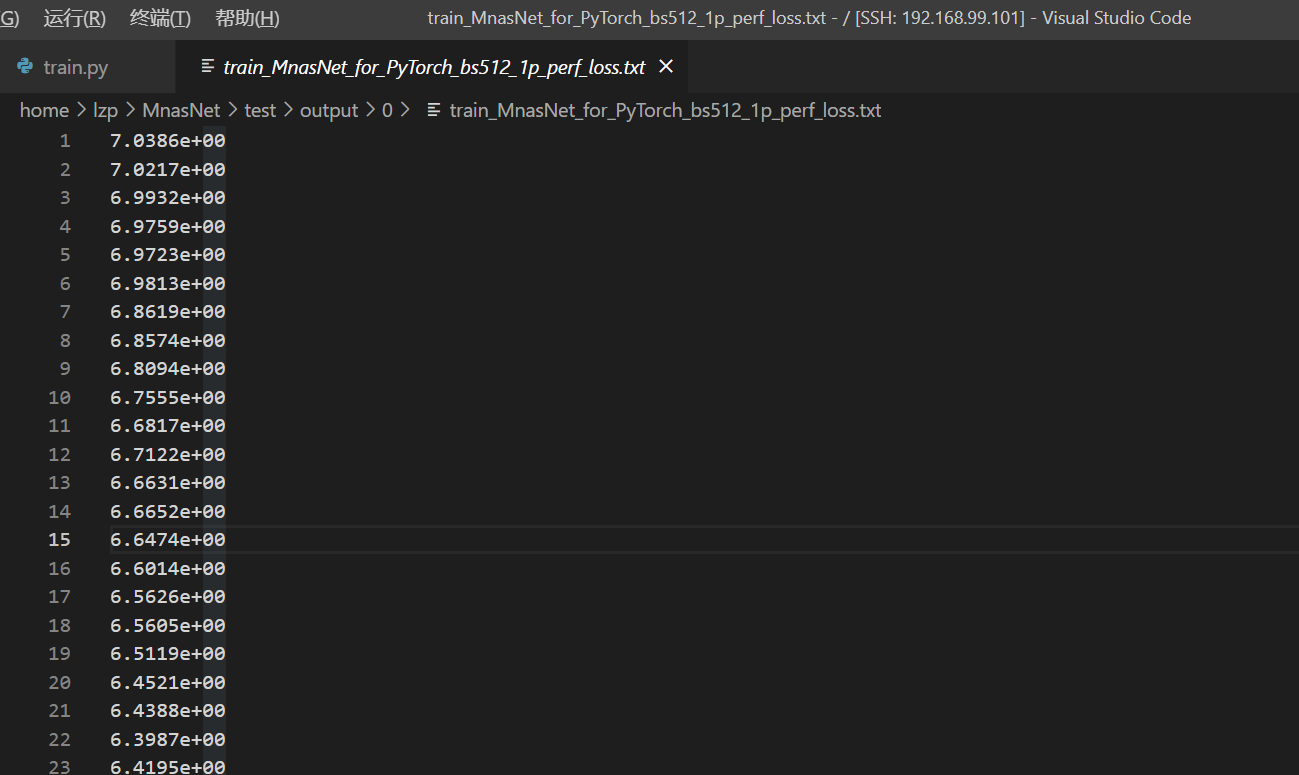 G) 运行(R) 终端(T) 帮助(H) train_MnasNet_for_PyTorch_bs512_1p_perf_loss.txt - / [SSH: 192.168.99.101] - Visual Studio Code
train.py train_MnasNet_for_PyTorch_bs512_1p_perf_loss.txt
home > lzp > MnasNet > test > output > 0 > train_MnasNet_for_PyTorch_bs512_1p_perf_loss.txt
1 7.0386e+00
2 7.0217e+00
3 6.9932e+00
4 6.9759e+00
5 6.9723e+00
6 6.9813e+00
7 6.8619e+00
8 6.8574e+00
9 6.8094e+00
10 6.7555e+00
11 6.6817e+00
12 6.7122e+00
13 6.6631e+00
14 6.6652e+00
15 6.6474e+00
16 6.6014e+00
17 6.5626e+00
18 6.5605e+00
19 6.5119e+00
20 6.4521e+00
21 6.4388e+00
22 6.3987e+00
23 6.4195e+00